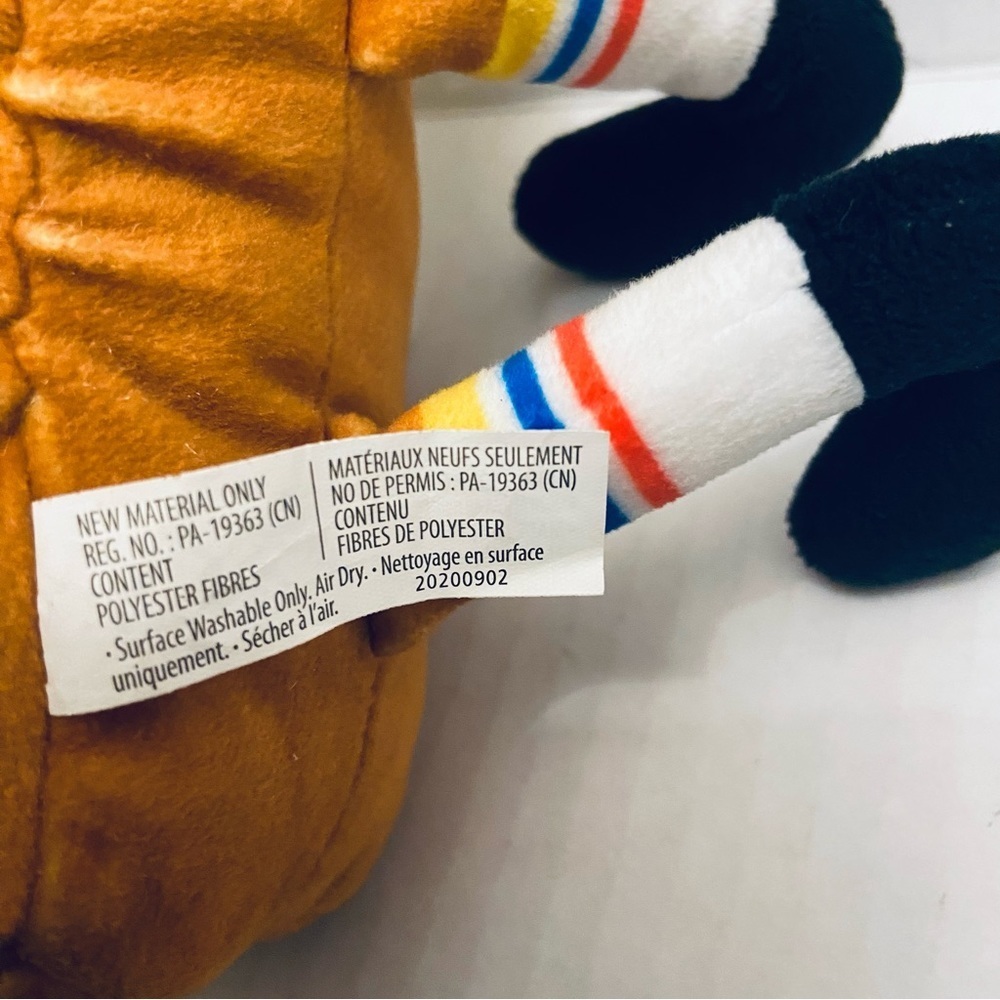 NEW MATERIAL ONLY
REG. NO. : PA-19363 (CN)
CONTENT
POLYESTER FIBRES
MATÉRIAUX NEUFS SEULEMENT
NO DE PERMIS : PA-19363 (CN)
CONTENU
FIBRES DE POLYESTER
· Surface Washable Only. Air Dry. · Nettoyage en surface
uniquement. · Sécher à l'air.
20200902